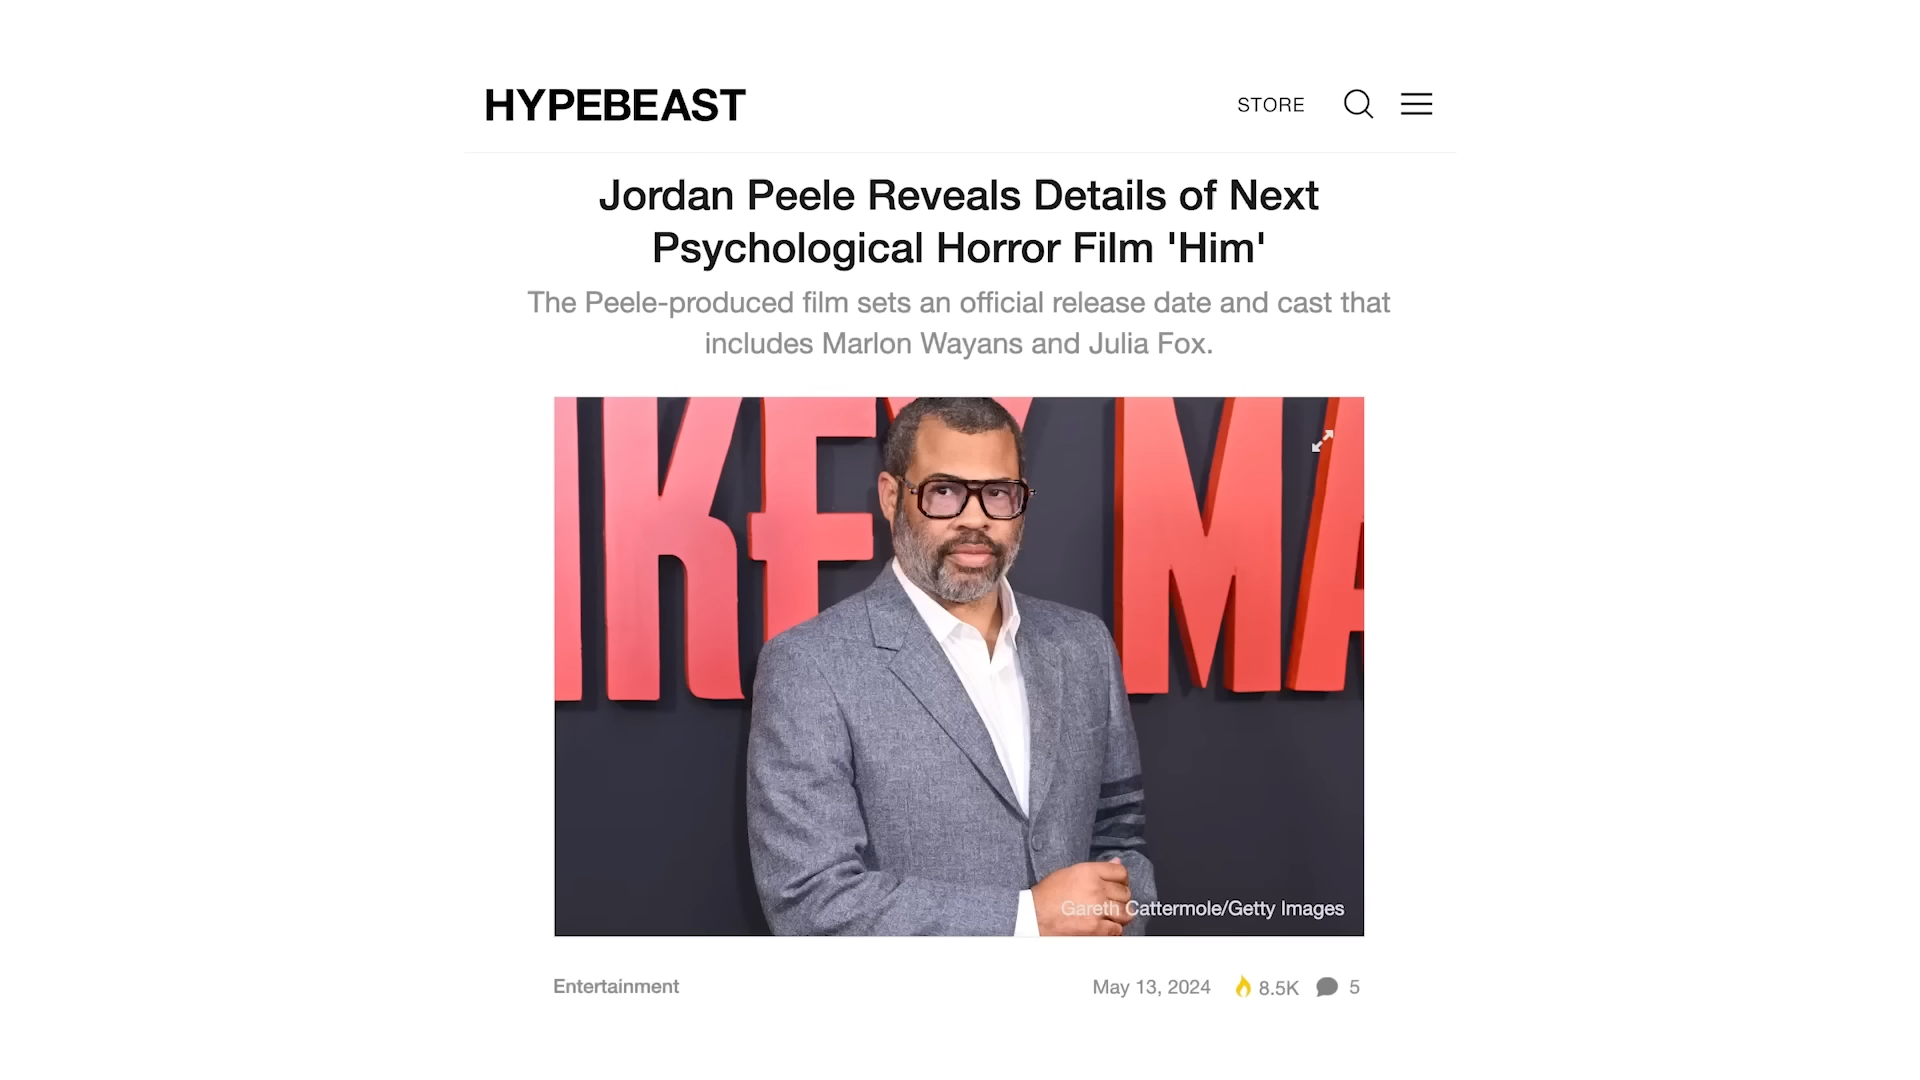 HYPEBEAST
STORE
Jordan Peele Reveals Details of Next
Psychological Horror Film 'Him'
The Peele-produced film sets an official release date and cast that
includes Marlon Wayans and Julia Fox.
KEY MA
Gareth Cattermole/Getty Images
Entertainment
May 13, 2024
8.5K
5